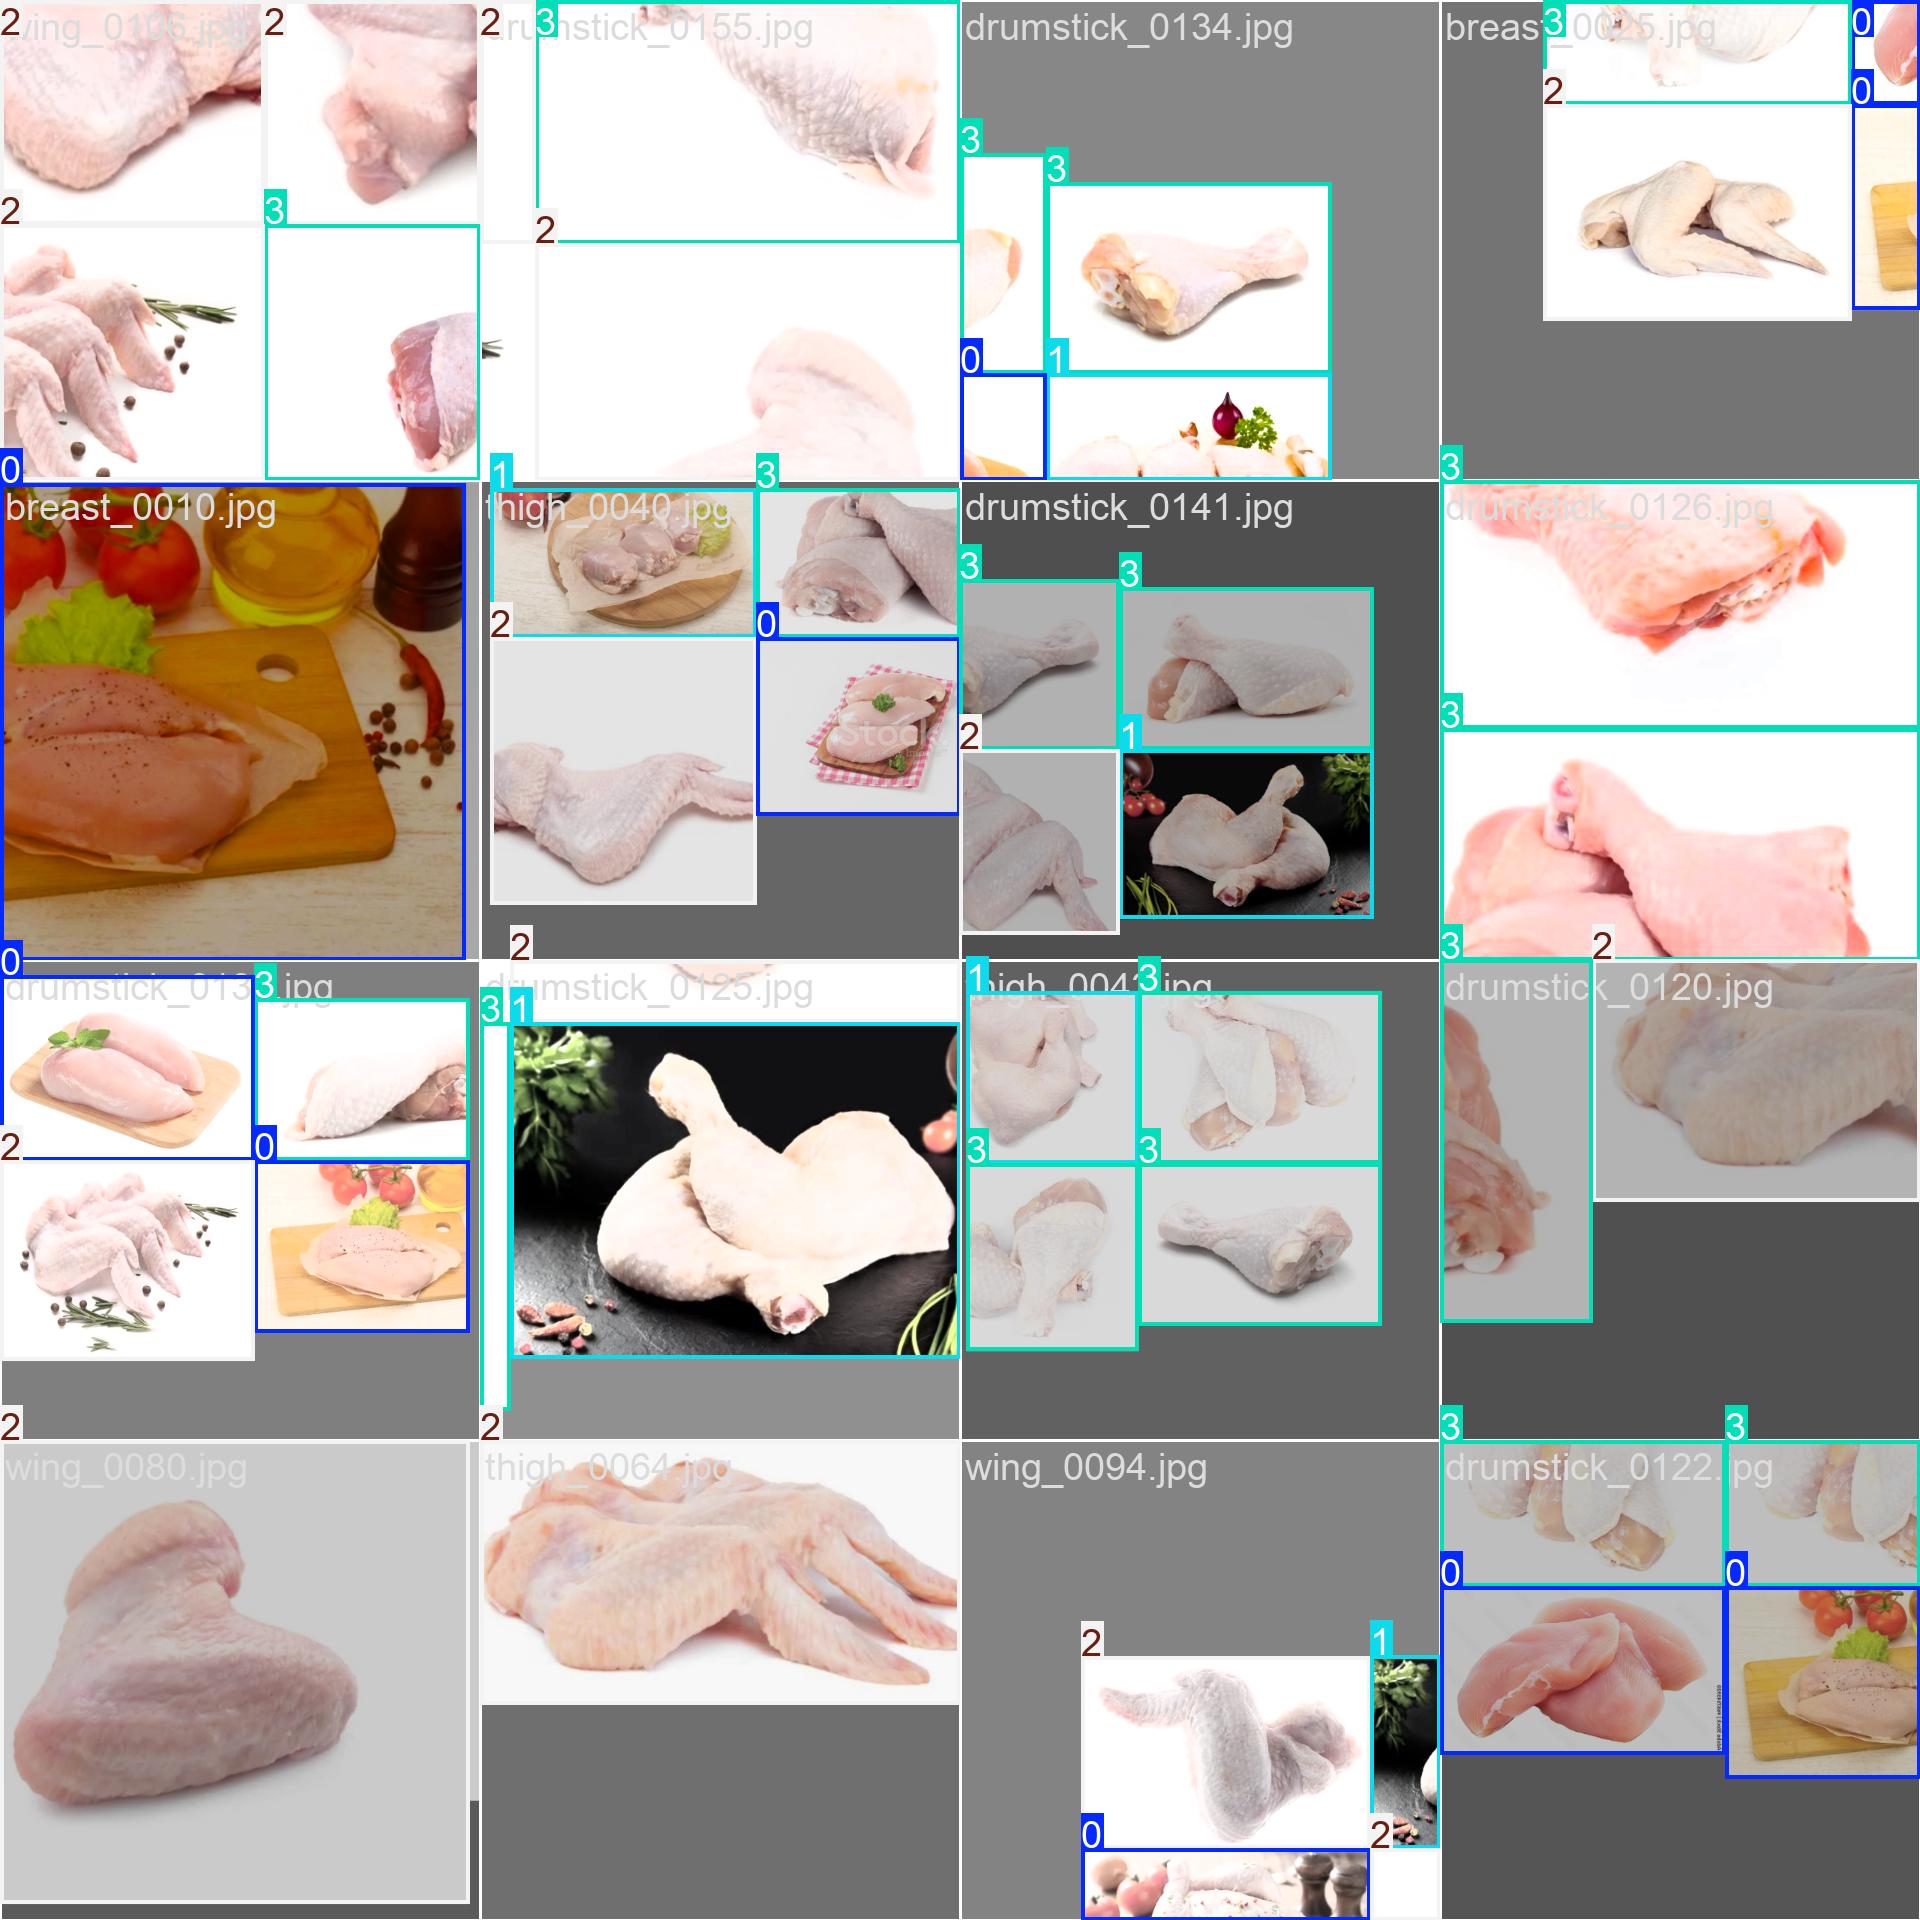 2 2 2 3
wing_0106.jpg
drumstick_0155.jpg
drumstick_0134.jpg
breast_0025.jpg
3 0
2 0
3
3
2 3
2
0 1
0
1 3
3
breast_0010.jpg
thigh_0040.jpg
drumstick_0141.jpg
drumstick_0126.jpg
3 3
2 0
iStock
2 1
3
0
2
3 2
drumstick_013 .jpg
3
drumstick_0125.jpg
1 3
thigh_004 .jpg
drumstick_0120.jpg
3 1
2 0
3 3
2 2
3 3
wing_0080.jpg
thigh_0064.jpg
wing_0094.jpg
drumstick_0122.jpg
0 0
2 1
0 2